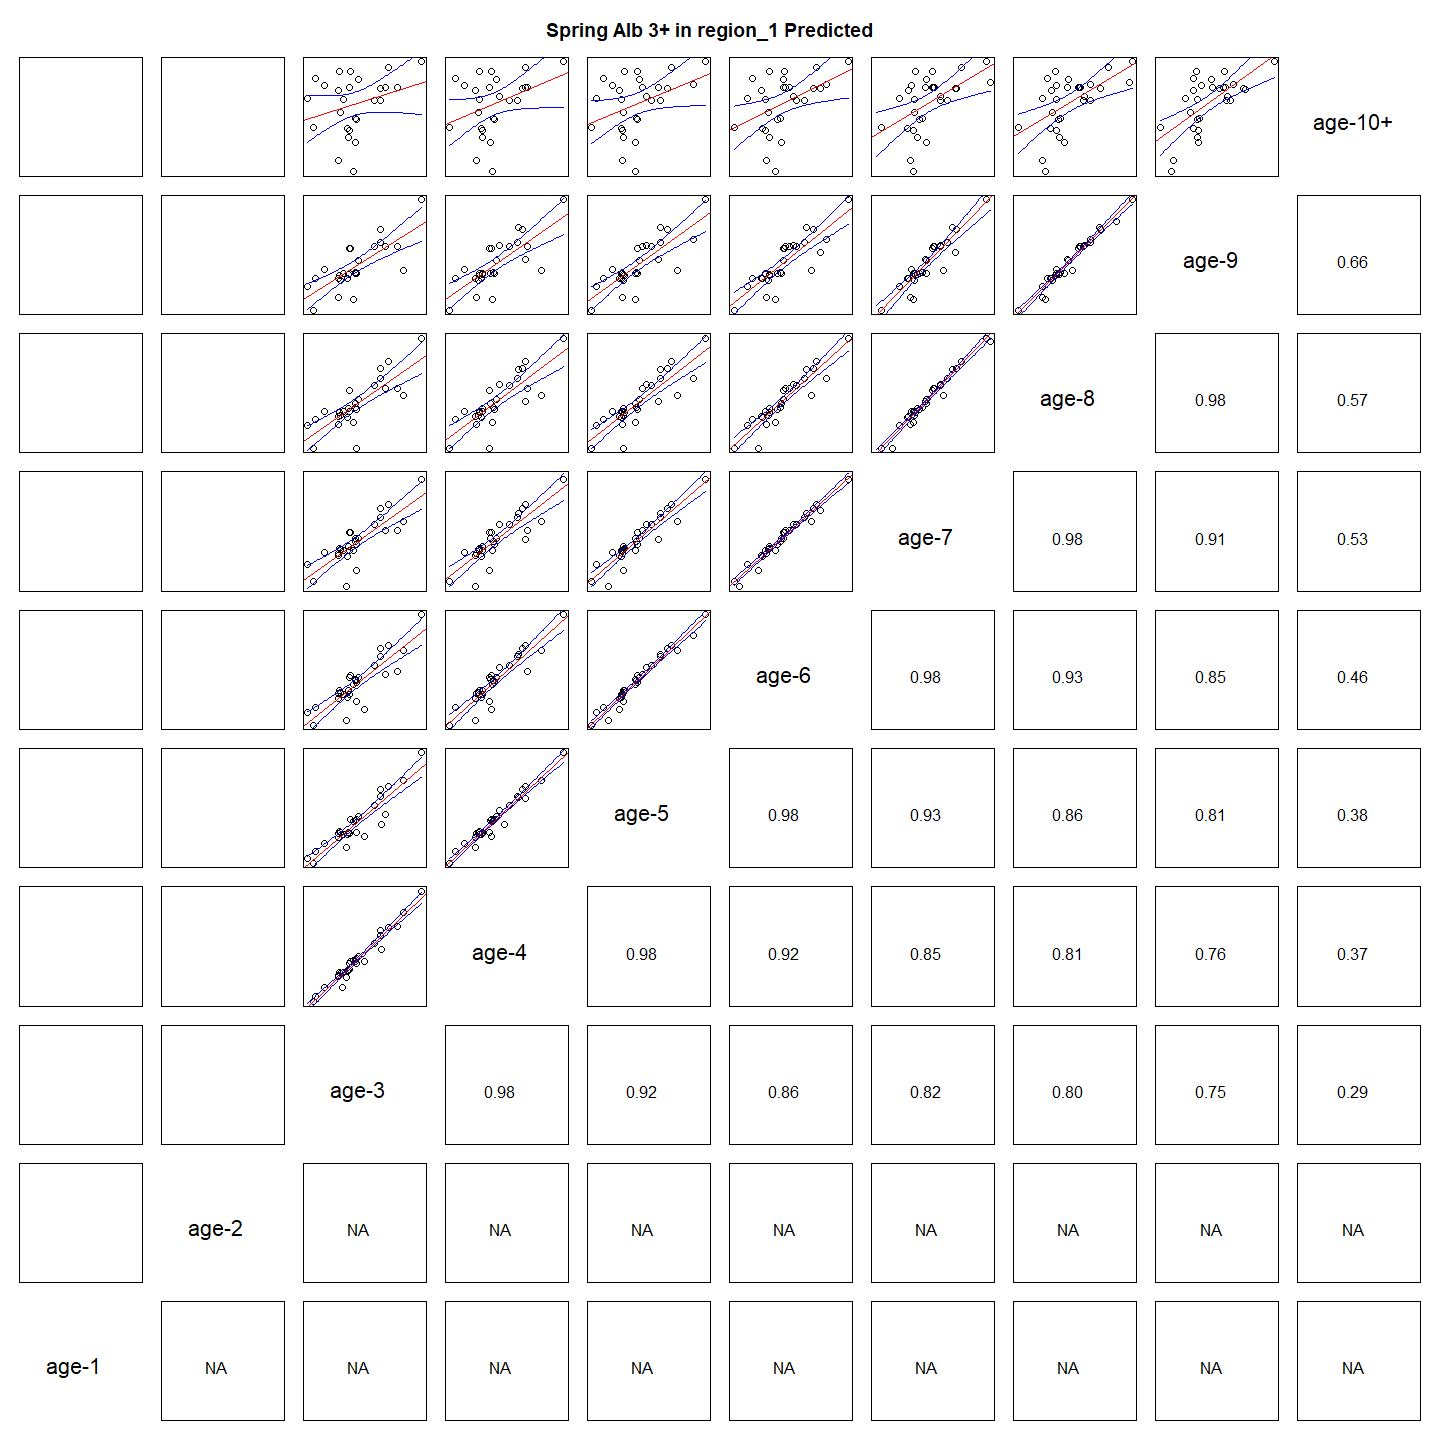 Spring Alb 3+ in region_1 Predicted
age-10+
age-9
0.66
age-8
0.98
0.57
age-7
0.98
0.91
0.53
age-6
0.98
0.93
0.85
0.46
age-5
0.98
0.93
0.86
0.81
0.38
age-4
0.98
0.92
0.85
0.81
0.76
0.37
age-3
0.98
0.92
0.86
0.82
0.80
0.75
0.29
age-2
NA
NA
NA
NA
NA
NA
NA
NA
age-1
NA
NA
NA
NA
NA
NA
NA
NA
NA